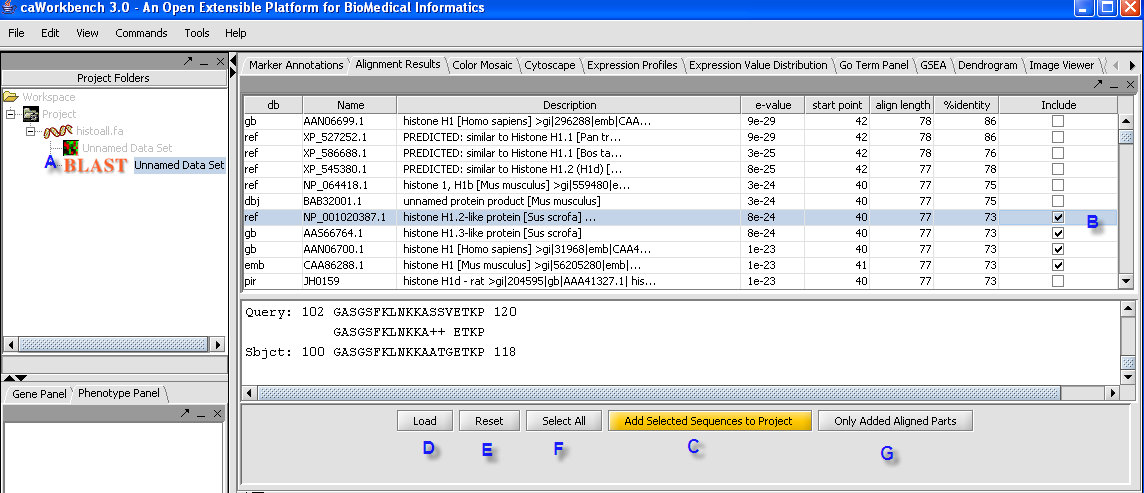 caWorkbench 3.0 - An Open Extensible Platform for BioMedical Informatics
File Edit View Commands Tools Help
Project Folders
Workspace
Project
histoall.fa
Unnamed Data Set
A BLAST Unnamed Data Set
Gene Panel Phenotype Panel
Marker Annotations Alignment Results Color Mosaic Cytoscape Expression Profiles Expression Value Distribution Go Term Panel GSEA Dendrogram Image Viewer
db Name Description e-value start point align length %identity Include
gb AAN06699.1 histone H1 [Homo sapiens] >gi|296288|emb|CAA... 9e-29 42 78 86
ref XP_527252.1 PREDICTED: similar to Histone H1.1 [Pan tr... 9e-29 42 78 86
ref XP_586688.1 PREDICTED: similar to Histone H1.1 [Bos ta... 3e-25 42 78 76
ref XP_545380.1 PREDICTED: similar to Histone H1.2 (H1d) [... 8e-25 42 77 78
ref NP_064418.1 histone 1, H1b [Mus musculus] >gi|559480|e... 3e-24 40 77 75
dbj BAB32001.1 unnamed protein product [Mus musculus] 3e-24 40 77 75
ref NP_001020387.1 histone H1.2-like protein [Sus scrofa] ... 8e-24 40 77 73 B
gb AAS66764.1 histone H1.3-like protein [Sus scrofa] 8e-24 40 77 73
gb AAN06700.1 histone H1 [Homo sapiens] >gi|31968|emb|CAA4... 1e-23 40 77 73
emb CAA86288.1 histone H1 [Mus musculus] >gi|56205280|emb|... 1e-23 41 77 73
pir JH0159 histone H1d - rat >gi|204595|gb|AAA41327.1| his... 1e-23 40 77 73
Query: 102 GASGSFKLNKKASSVETKP 120
GASGSFKLNKKA++ ETKP
Sbjct: 100 GASGSFKLNKKAATGETKP 118
Load Reset Select All Add Selected Sequences to Project Only Added Aligned Parts
D E F C G